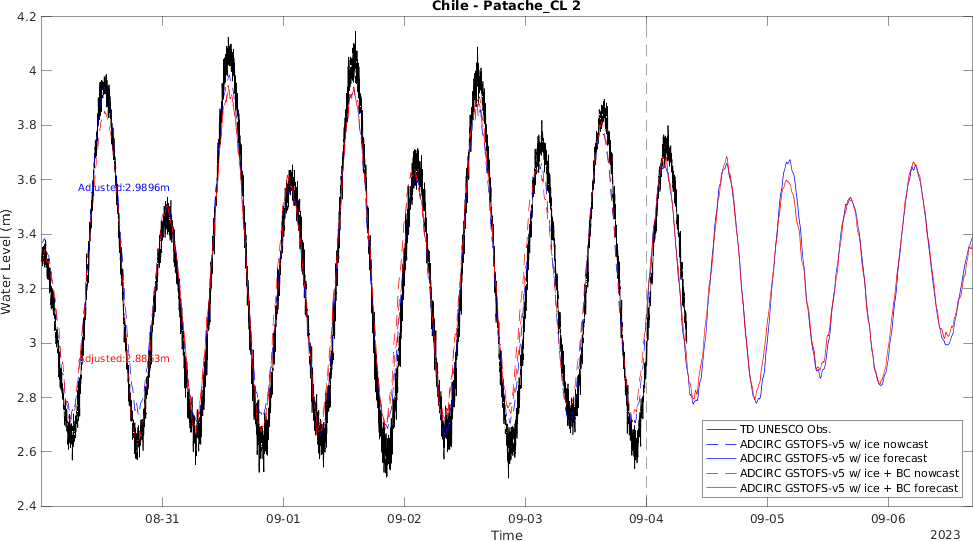 Chile - Patache_CL 2
4.2
4
3.8
3.6
3.4
3.2
3
2.8
2.6
2.4
Water Level (m)
Adjusted:2.9896m
TD UNESCO Obs.
ADCIRC GSTOFS-v5 w/ ice nowcast
ADCIRC GSTOFS-v5 w/ ice forecast
ADCIRC GSTOFS-v5 w/ ice + BC nowcast
ADCIRC GSTOFS-v5 w/ ice + BC forecast
08-31
09-01
09-02
09-03
09-04
09-05
09-06
Time
2023